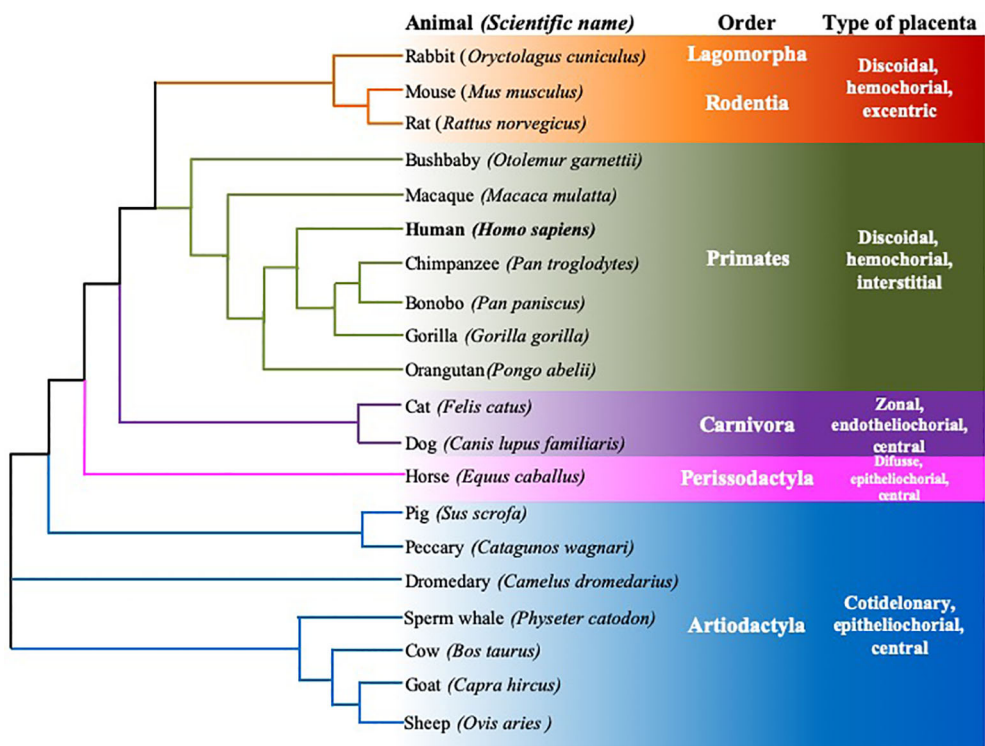 Animal (Scientific name) Order Type of placenta
Rabbit (Oryctolagus cuniculus) Lagomorpha
Discoidal,
hemochorial,
excentric
Mouse (Mus musculus)
Rodentia
Rat (Rattus norvegicus)
Bushbaby (Otolemur garnettii)
Macaque (Macaca mulatta)
Human (Homo sapiens)
Chimpanzee (Pan troglodytes)
Primates
Discoidal,
hemochorial,
interstitial
Bonobo (Pan paniscus)
Gorilla (Gorilla gorilla)
Orangutan(Pongo abelii)
Cat (Felis catus)
Carnivora
Zonal,
endotheliochorial,
central
Dog (Canis lupus familiaris)
Horse (Equus caballus) Perissodactyla
Difusse,
epitheliochorial,
central
Pig (Sus scrofa)
Peccary (Catagunos wagnari)
Dromedary (Camelus dromedarius)
Sperm whale (Physeter catodon)
Artiodactyla
Cotidelonary,
epitheliochorial,
central
Cow (Bos taurus)
Goat (Capra hircus)
Sheep (Ovis aries )